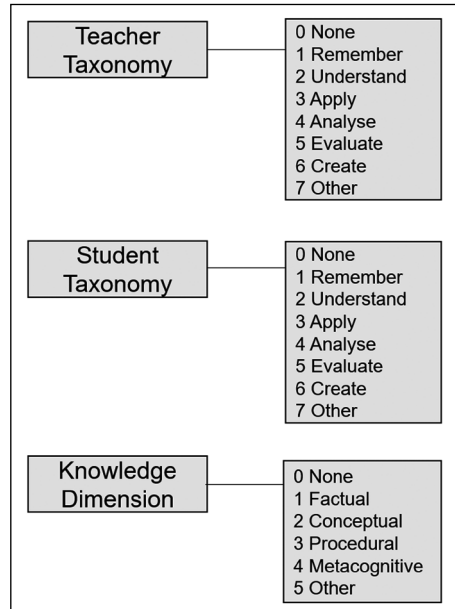 Teacher
Taxonomy
0 None
1 Remember
2 Understand
3 Apply
4 Analyse
5 Evaluate
6 Create
7 Other
Student
Taxonomy
0 None
1 Remember
2 Understand
3 Apply
4 Analyse
5 Evaluate
6 Create
7 Other
Knowledge
Dimension
0 None
1 Factual
2 Conceptual
3 Procedural
4 Metacognitive
5 Other